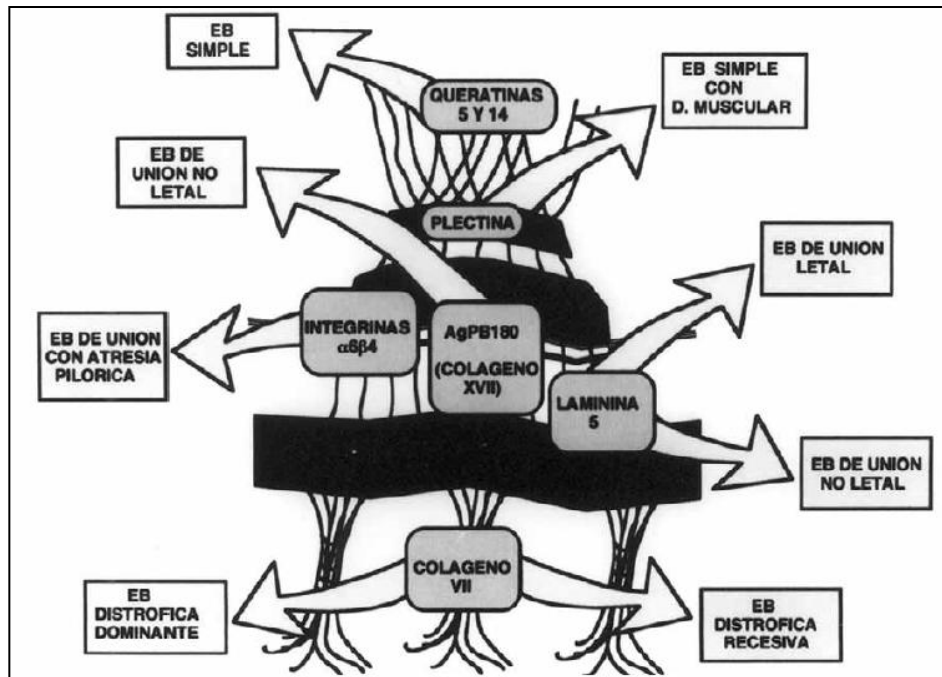 EB
SIMPLE
QUERATINAS
5 Y 14
EB SIMPLE
CON
D. MUSCULAR
EB DE
UNION NO
LETAL
PLECTINA
EB DE UNION
LETAL
INTEGRINAS
α6β4
AgPB180
(COLAGENO
XVII)
EB DE UNION
CON ATRESIA
PILORICA
LAMININA
5
EB DE UNION
NO LETAL
COLAGENO
VII
EB
DISTROFICA
DOMINANTE
EB
DISTROFICA
RECESIVA